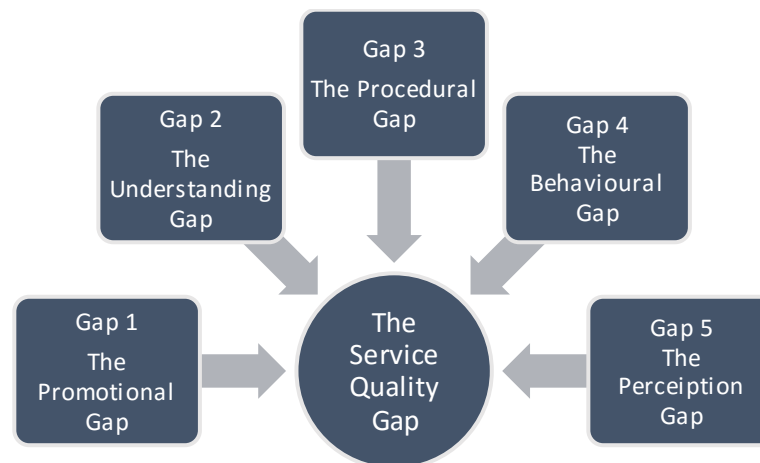 Gap 1
The
Promotional
Gap
Gap 2
The
Understanding
Gap
Gap 3
The Procedural
Gap
Gap 4
The
Behavioural
Gap
Gap 5
The
Perceiption
Gap
The
Service
Quality
Gap